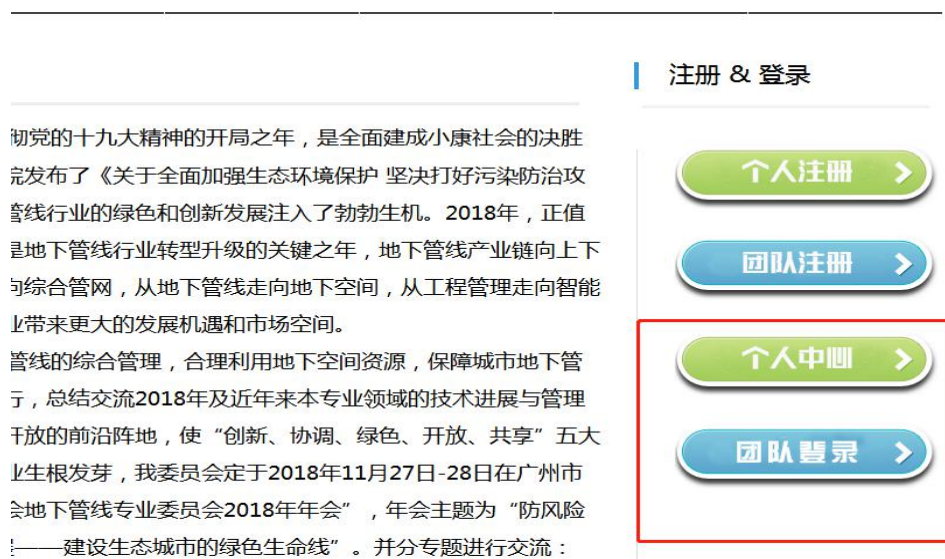 注册 & 登录
党的十九大精神的开局之年，是全面建成小康社会的决胜
发布了《关于全面加强生态环境保护 坚决打好污染防治攻
管线行业的绿色和创新发展注入了勃勃生机。2018年，正值
是地下管线行业转型升级的关键之年，地下管线产业链向上下
向综合管网，从地下管线走向地下空间，从工程管理走向智能
业带来更大的发展机遇和市场空间。
管线的综合管理，合理利用地下空间资源，保障城市地下管
行，总结交流2018年及近年来本专业领域的技术进展与管理
开放的前沿阵地，使“创新、协调、绿色、开放、共享”五大
业生根发芽，我委员会定于2018年11月27日-28日在广州市
会地下管线专业委员会2018年年会”，年会主题为“防风险
——建设生态城市的绿色生命线”。并分专题进行交流：
个人注册
团队注册
个人中心
团队登录